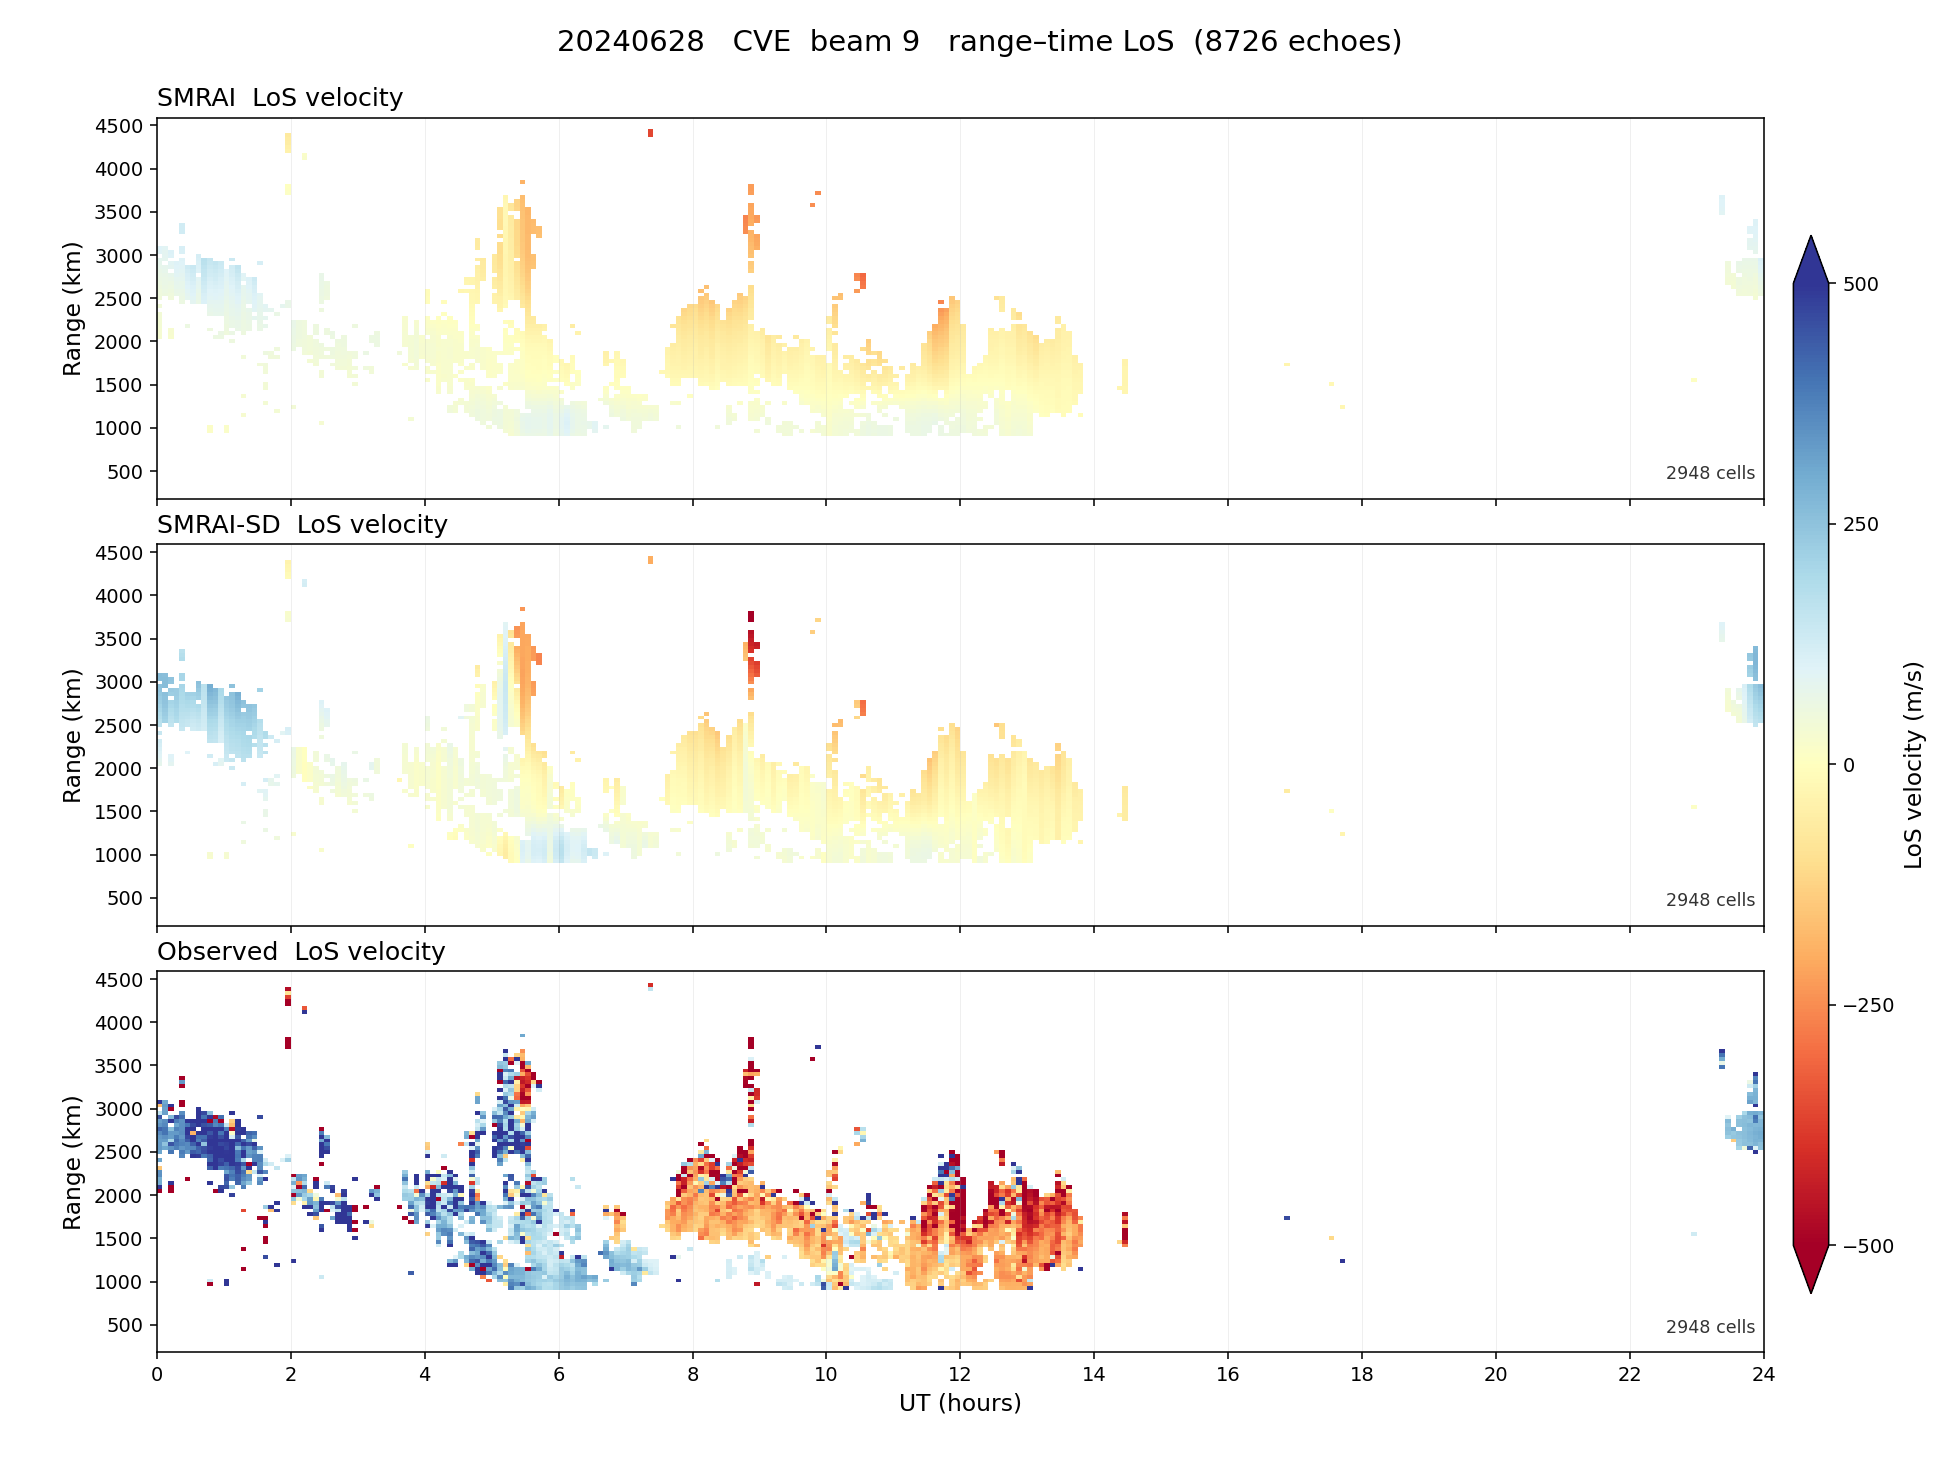 20240628   CVE  beam 9   range–time LoS  (8726 echoes)
SMRAI  LoS velocity
4500
4000
3500
3000
2500
2000
1500
1000
500
Range (km)
2948 cells
SMRAI-SD  LoS velocity
4500
4000
3500
3000
2500
2000
1500
1000
500
Range (km)
2948 cells
Observed  LoS velocity
4500
4000
3500
3000
2500
2000
1500
1000
500
Range (km)
2948 cells
0 2 4 6 8 10 12 14 16 18 20 22 24
UT (hours)
500
250
0
−250
−500
LoS velocity (m/s)